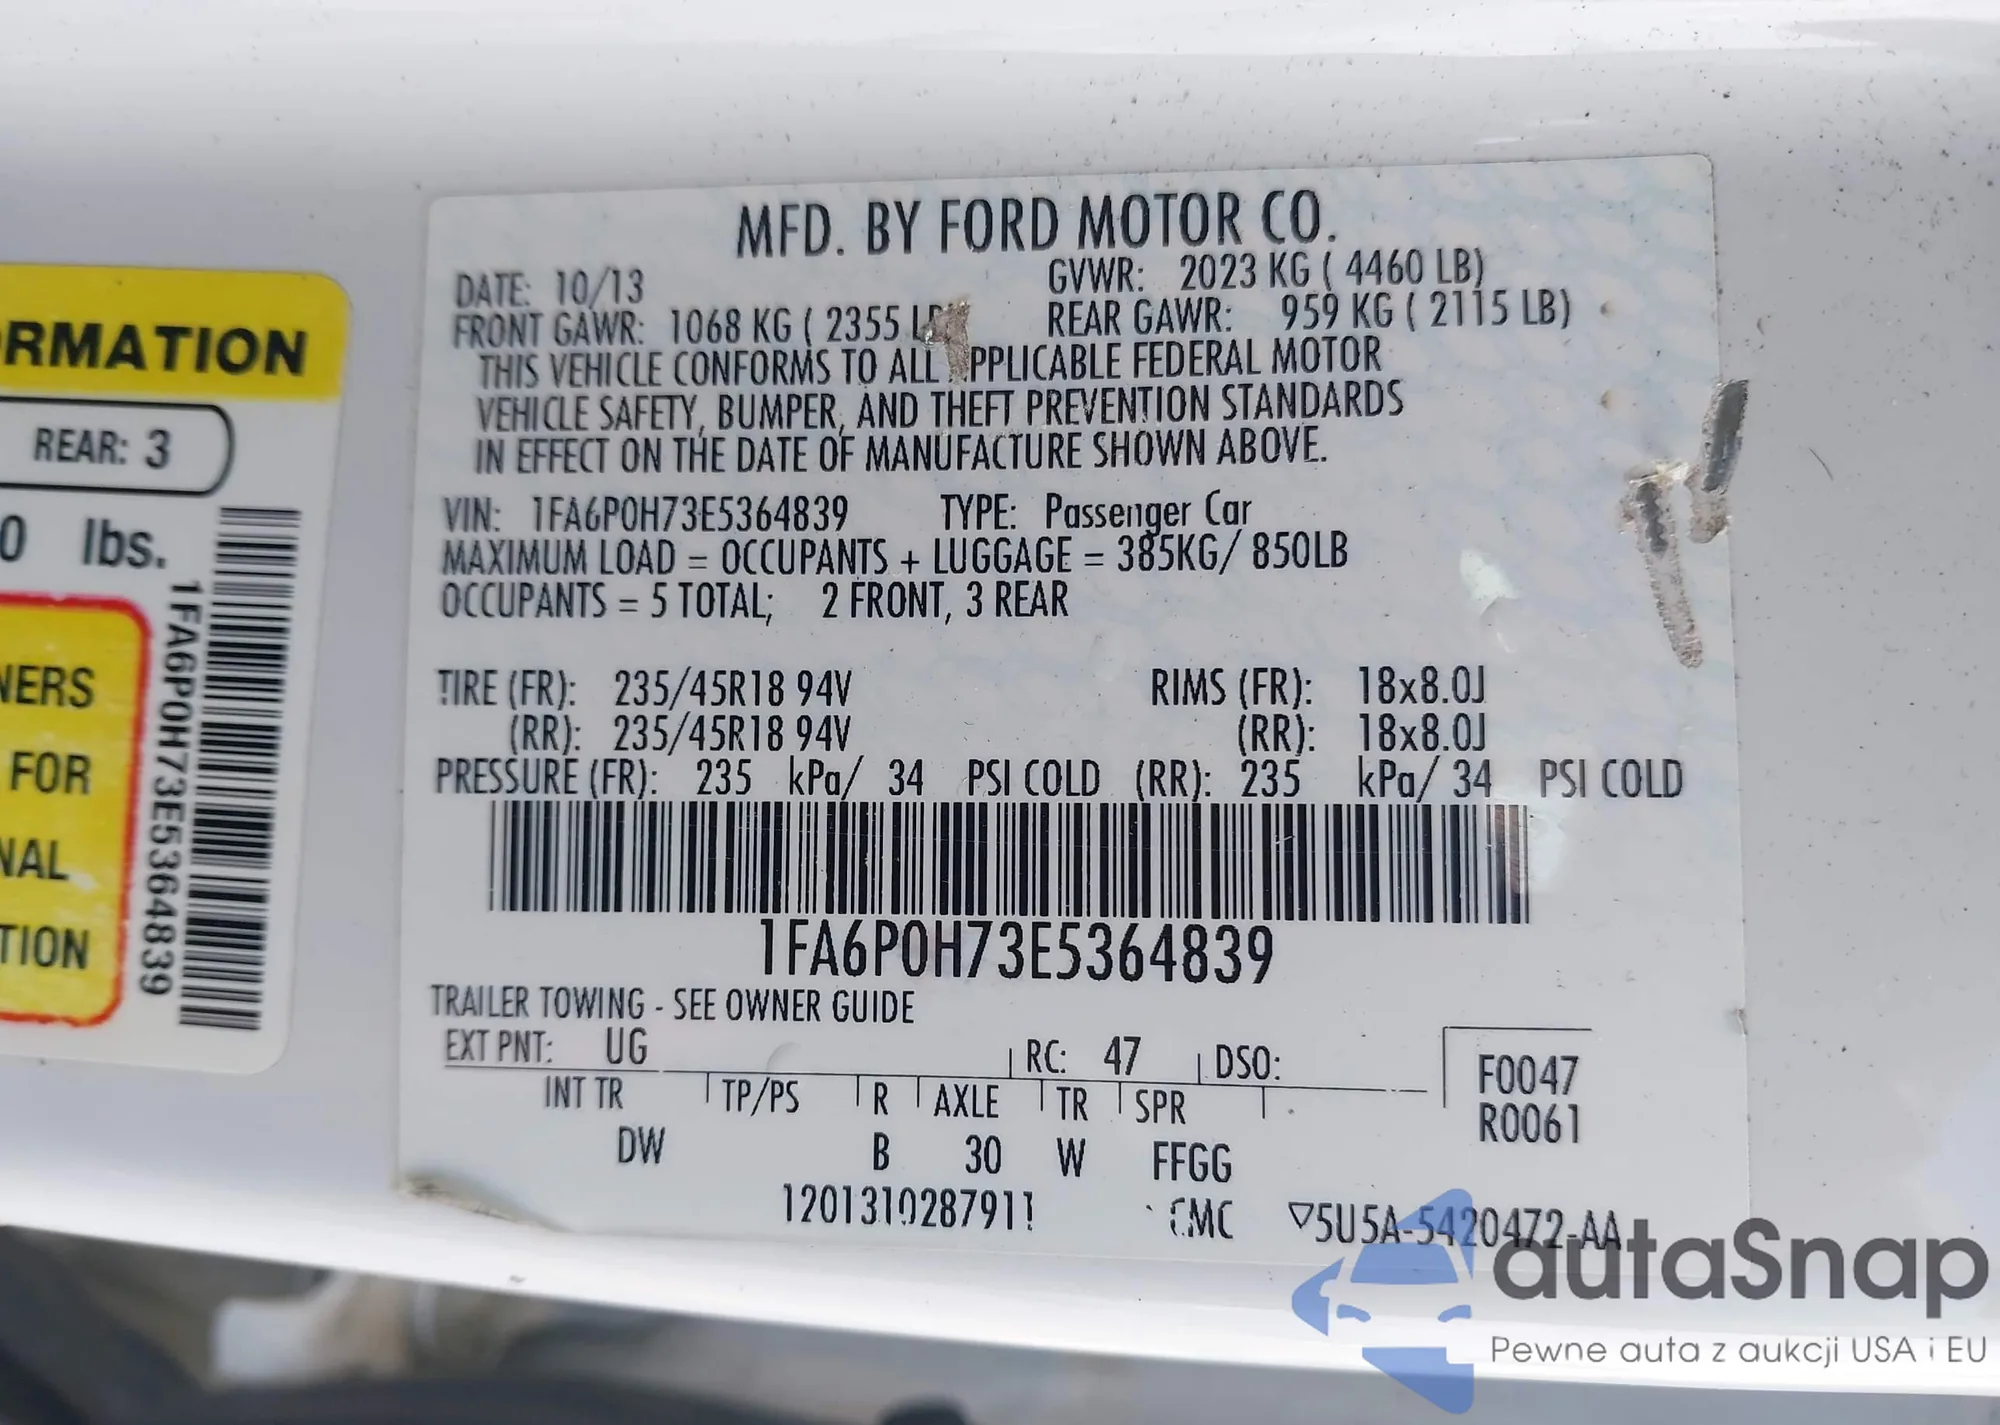 MFD. BY FORD MOTOR CO.
DATE: 10/13 GVWR: 2023 KG ( 4460 LB)
FRONT GAWR: 1068 KG ( 2355 REAR GAWR: 959 KG ( 2115 LB)
THIS VEHICLE CONFORMS TO ALL APPLICABLE FEDERAL MOTOR
VEHICLE SAFETY, BUMPER, AND THEFT PREVENTION STANDARDS
IN EFFECT ON THE DATE OF MANUFACTURE SHOWN ABOVE.
VIN: 1FA6P0H73E5364839 TYPE: Passenger Car
MAXIMUM LOAD = OCCUPANTS + LUGGAGE = 385KG/ 850LB
OCCUPANTS = 5 TOTAL; 2 FRONT, 3 REAR
TIRE (FR): 235/45R18 94V RIMS (FR): 18x8.0J
(RR): 235/45R18 94V (RR): 18x8.0J
PRESSURE (FR): 235 kPa/ 34 PSI COLD (RR): 235 kPa/ 34 PSI COLD
1FA6P0H73E5364839
TRAILER TOWING - SEE OWNER GUIDE
EXT PNT: UG RC: 47 DSO:
INT TR TP/PS R AXLE TR SPR
F0047
R0061
DW B 30 W FFGG
1201310287911 CMC ▽5U5A-5420472-AA
RMATION
REAR: 3
0 lbs.
NERS
FOR
NAL
TION
1FA6P0H73E5364839
autaSnap
Pewne auta z aukcji USA i EU